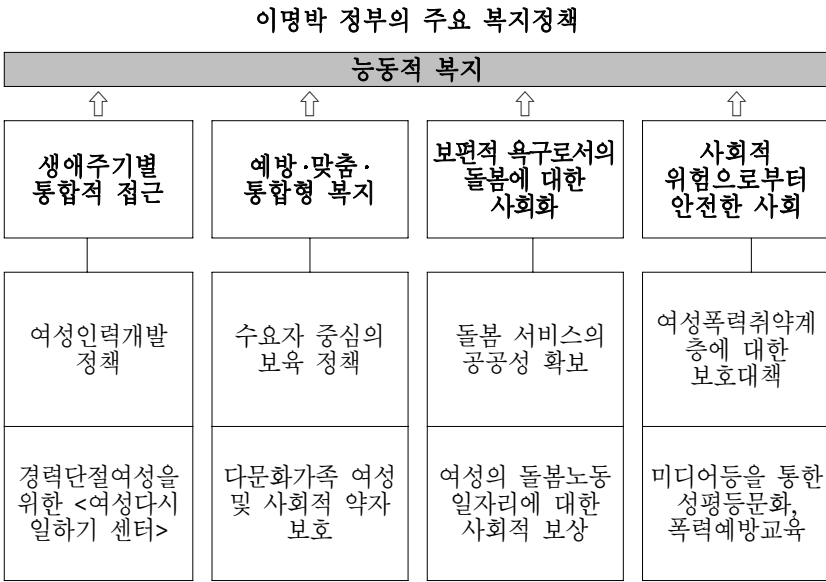 이명박 정부의 주요 복지정책
능동적 복지
생애주기별
통합적 접근
예방·맞춤·
통합형 복지
보편적 욕구로서의
돌봄에 대한
사회화
사회적
위험으로부터
안전한 사회
여성인력개발
정책
수요자 중심의
보육 정책
돌봄 서비스의
공공성 확보
여성폭력취약계
층에 대한
보호대책
경력단절여성을
위한 <여성다시
일하기 센터>
다문화가족 여성
및 사회적 약자
보호
여성의 돌봄노동
일자리에 대한
사회적 보상
미디어등을 통한
성평등문화,
폭력예방교육